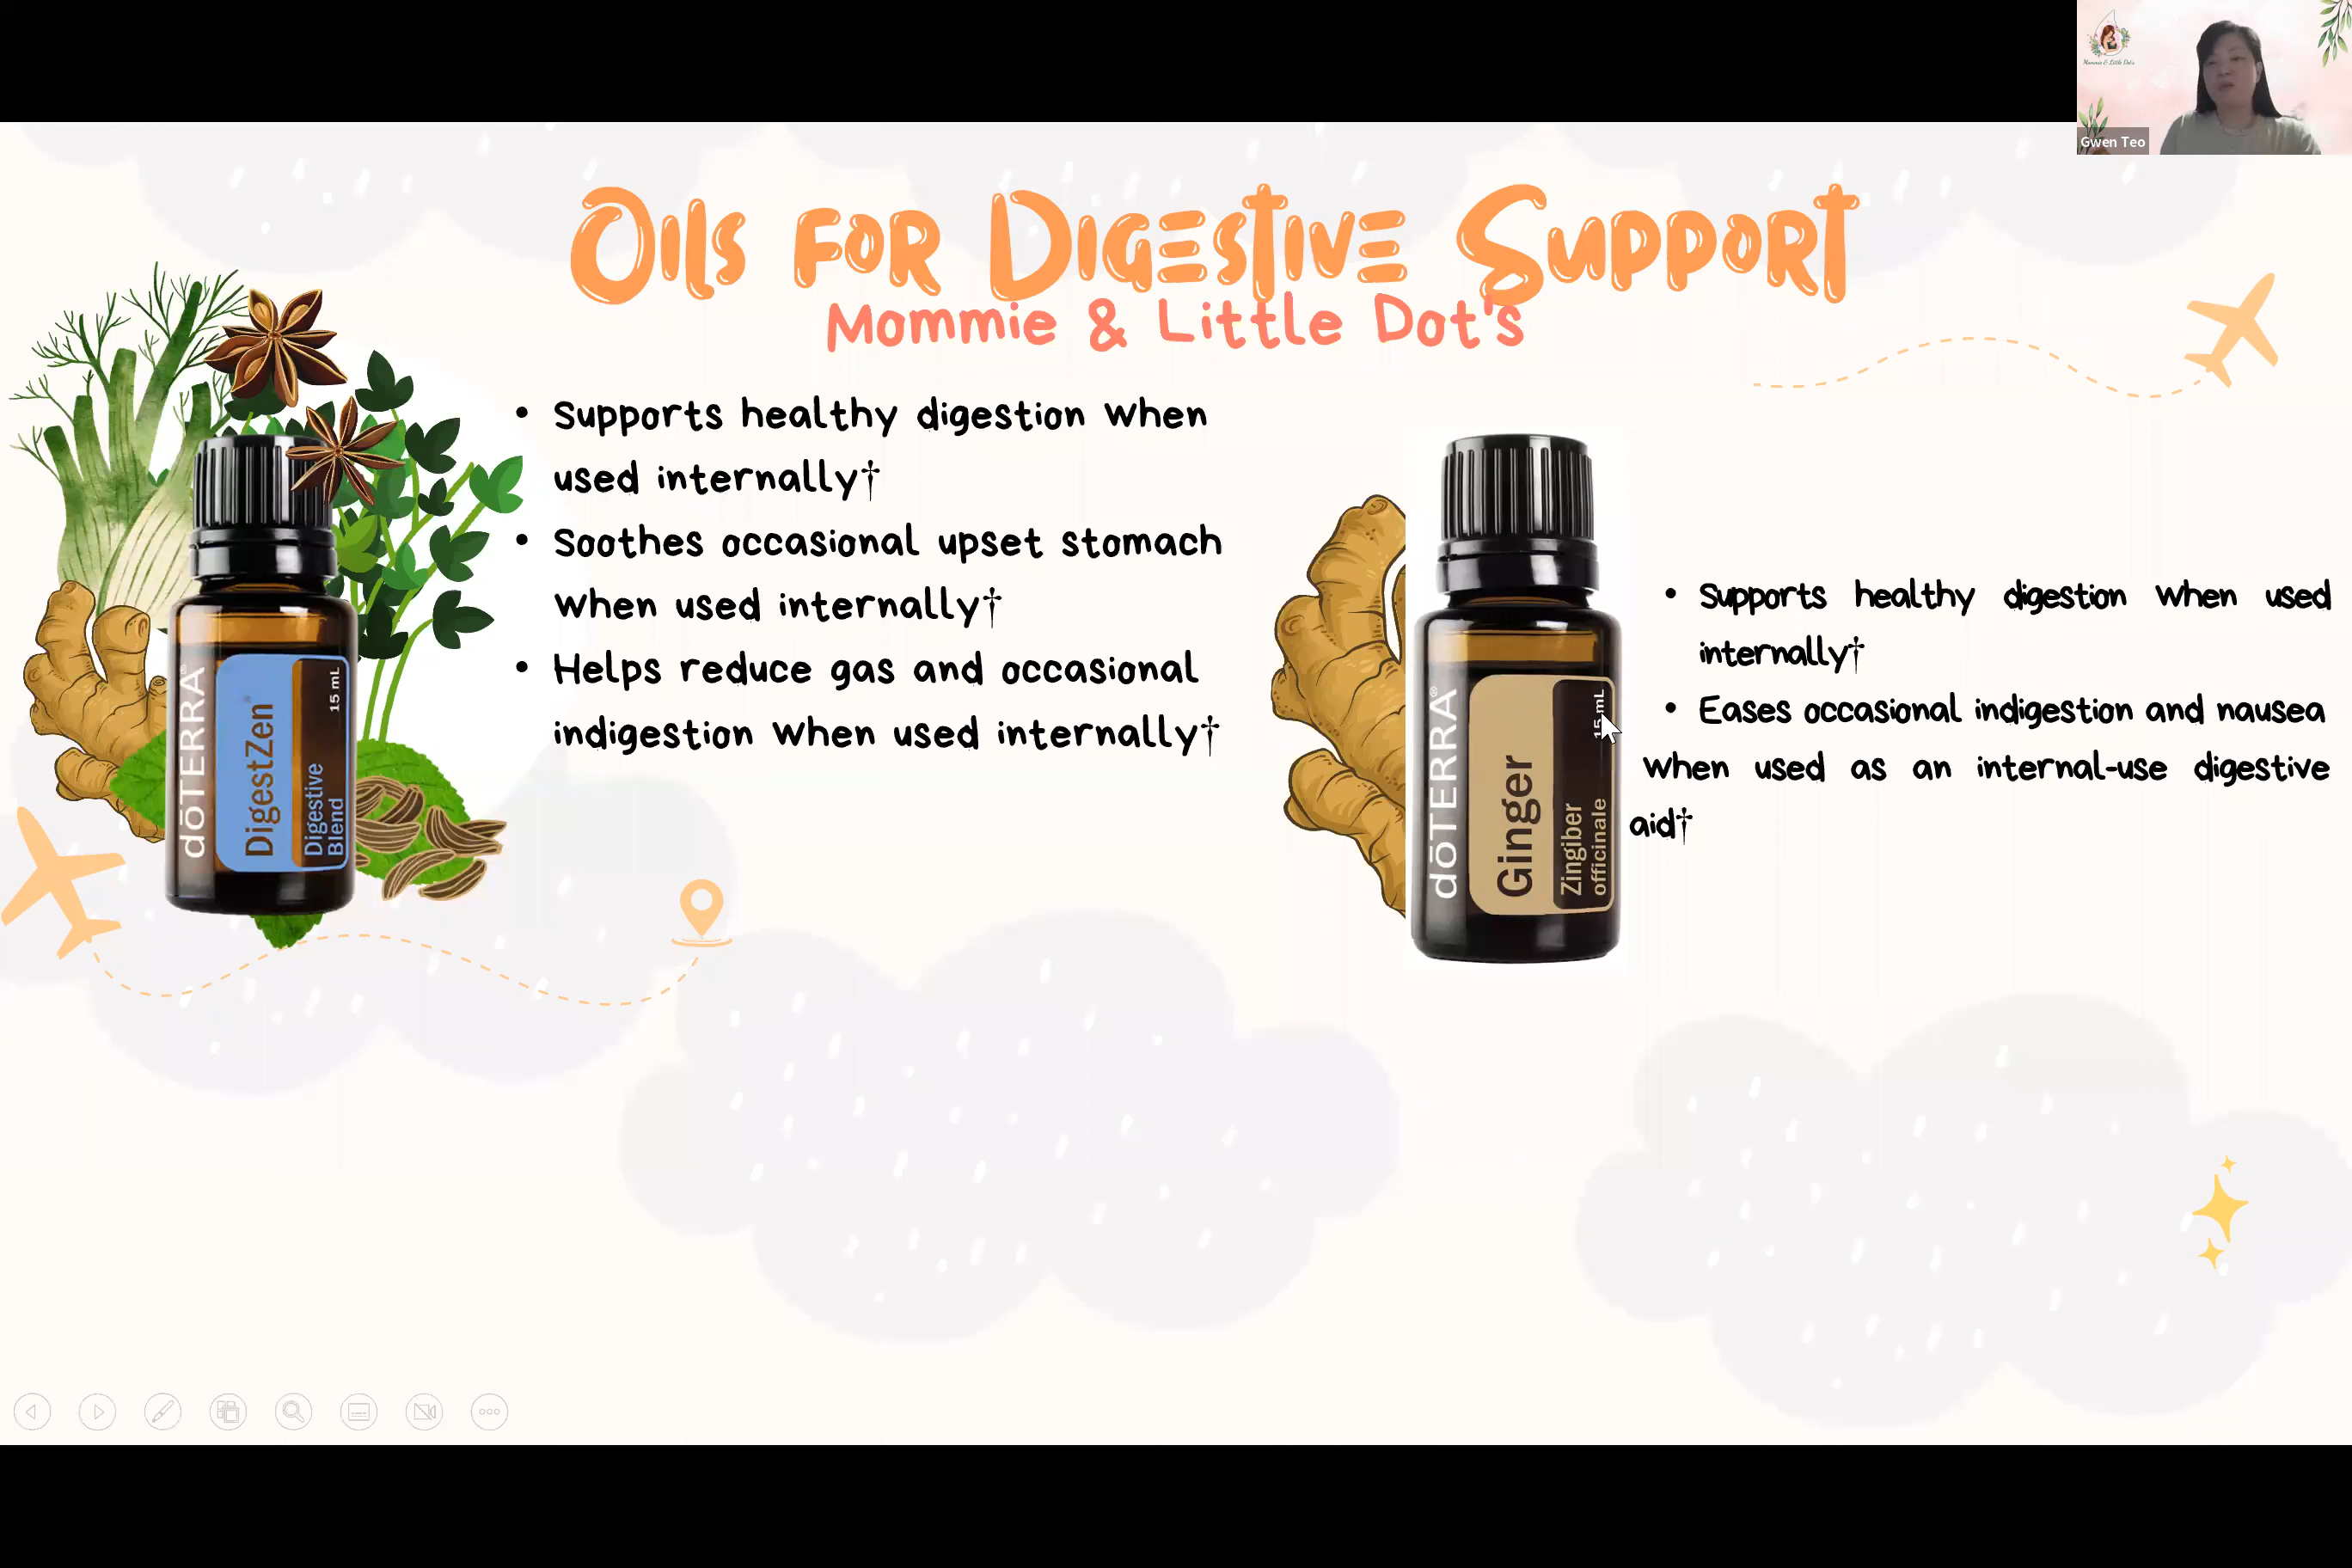 Mommie & Little Dot's
Gwen Teo
Oils for Digestive Support
Mommie & Little Dot's
• Supports healthy digestion when
used internally†
• Soothes occasional upset stomach
when used internally†
• Helps reduce gas and occasional
indigestion when used internally†
dōTERRA®
DigestZen
Digestive
Blend
15 mL
dōTERRA®
Ginger
Zingiber
officinale
15 mL
• Supports healthy digestion when used
internally†
• Eases occasional indigestion and nausea
when used as an internal-use digestive
aid†